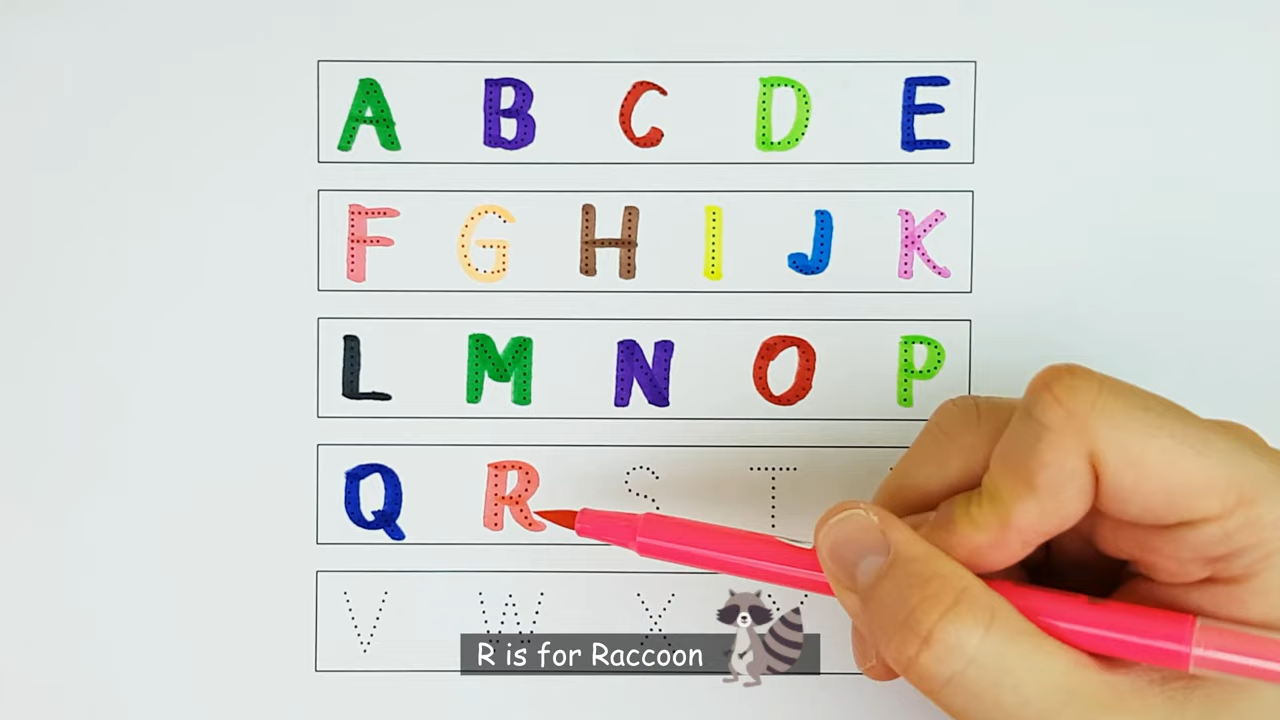 A B C D E
F G H I J K
L M N O P
Q R S T
V W X
R is for Raccoon